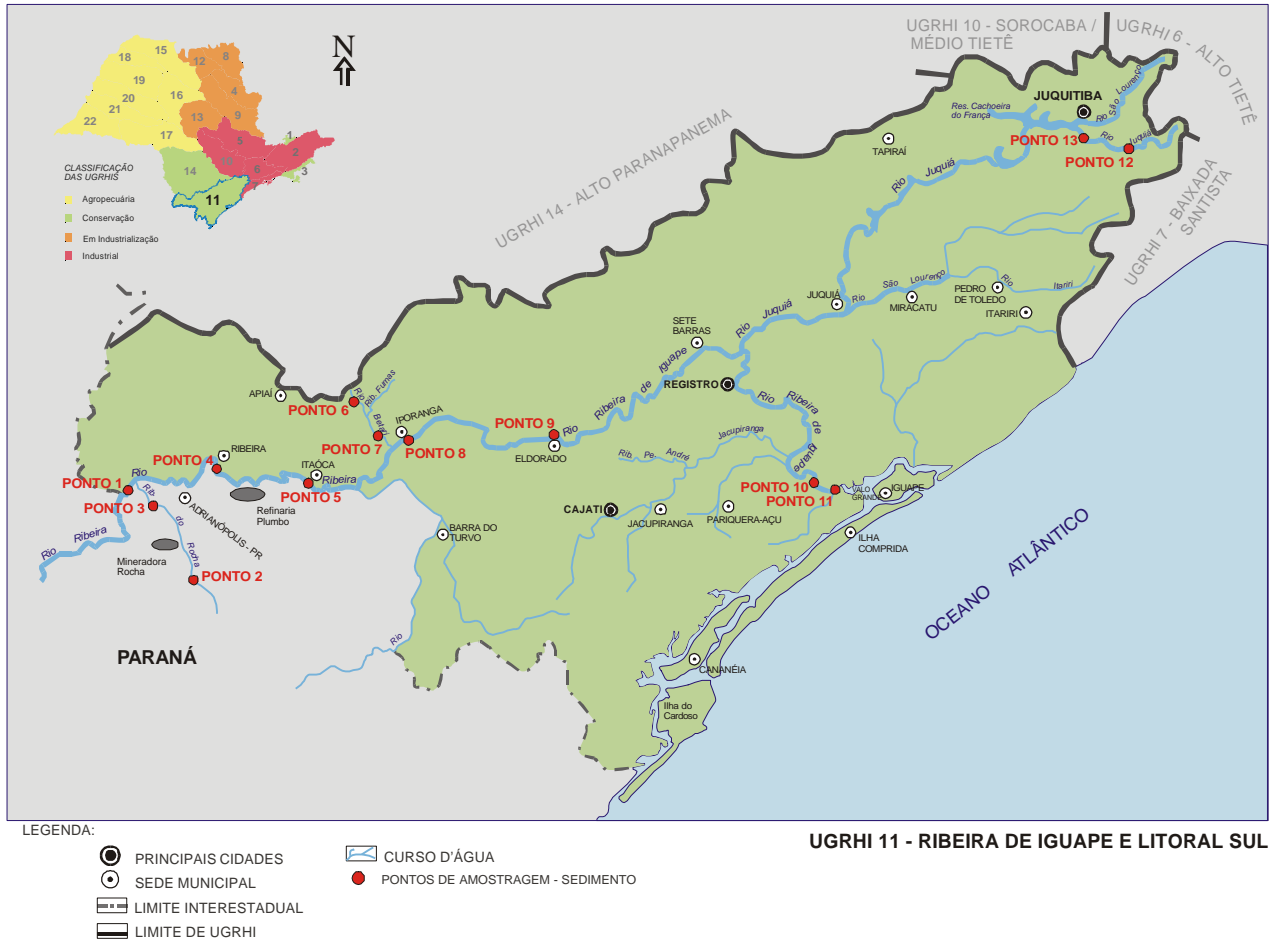 UGRHI 10 - SOROCABA /
MÉDIO TIETÊ
UGRHI 6 - ALTO TIETÊ
N
15
18
12
8
19
4
20
16
21
13
9
22
17
5
1
2
10
6
3
14
7
11
CLASSIFICAÇÃO
DAS UGRHIS
Agropecuária
Conservação
Em Industrialização
Industrial
UGRHI 14 - ALTO PARANAPANEMA
UGRHI 7 - BAIXADA
SANTISTA
JUQUITIBA
Res. Cachoeira
do França
Rio São Lourenço
PONTO 13
Rio Juquiá
PONTO 12
TAPIRAÍ
Rio Juquiá
JUQUIÁ
Rio São Lourenço
MIRACATU
PEDRO
DE TOLEDO
Rio Itariri
ITARIRI
SETE
BARRAS
Rio Juquiá
REGISTRO
Rio Ribeira de Iguape
Rio Ribeira de Iguape
APIAÍ
PONTO 6
Rio Betari
Rib. Furnas
IPORANGA
PONTO 7
PONTO 8
PONTO 9
ELDORADO
RIBEIRA
PONTO 4
ITAÓCA
Rio Ribeira
PONTO 5
PONTO 1
PONTO 3
Rib. do Rocha
ADRIANÓPOLIS - PR
Refinaria
Plumbo
Mineradora
Rocha
PONTO 2
Rio Ribeira
Jacupiranga
Rib. Pe- André
PONTO 10
PONTO 11
VALO
GRANDE
IGUAPE
CAJATI
JACUPIRANGA
PARIQUERA-AÇU
ILHA
COMPRIDA
BARRA DO
TURVO
Rio
PARANÁ
CANANÉIA
Ilha do
Cardoso
OCEANO ATLÂNTICO
LEGENDA:
UGRHI 11 - RIBEIRA DE IGUAPE E LITORAL SUL
PRINCIPAIS CIDADES
CURSO D'ÁGUA
SEDE MUNICIPAL
PONTOS DE AMOSTRAGEM - SEDIMENTO
LIMITE INTERESTADUAL
LIMITE DE UGRHI